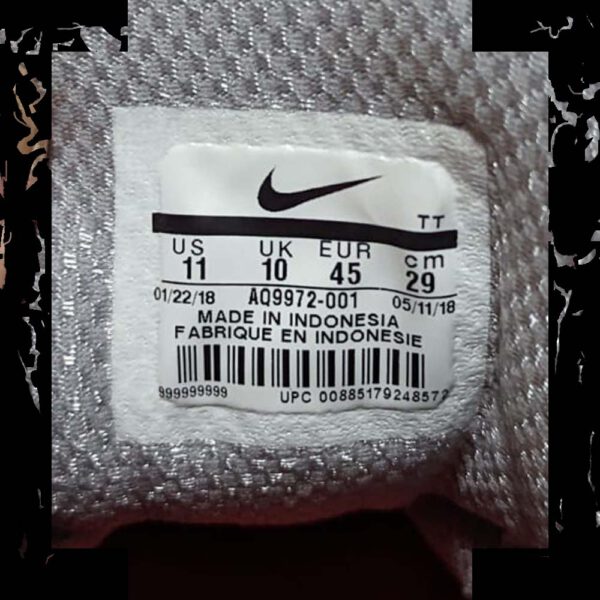 TT
US UK EUR cm
11 10 45 29
01/22/18 AQ9972-001 05/11/18
MADE IN INDONESIA
FABRIQUE EN INDONESIE
999999999 UPC 00885179248572